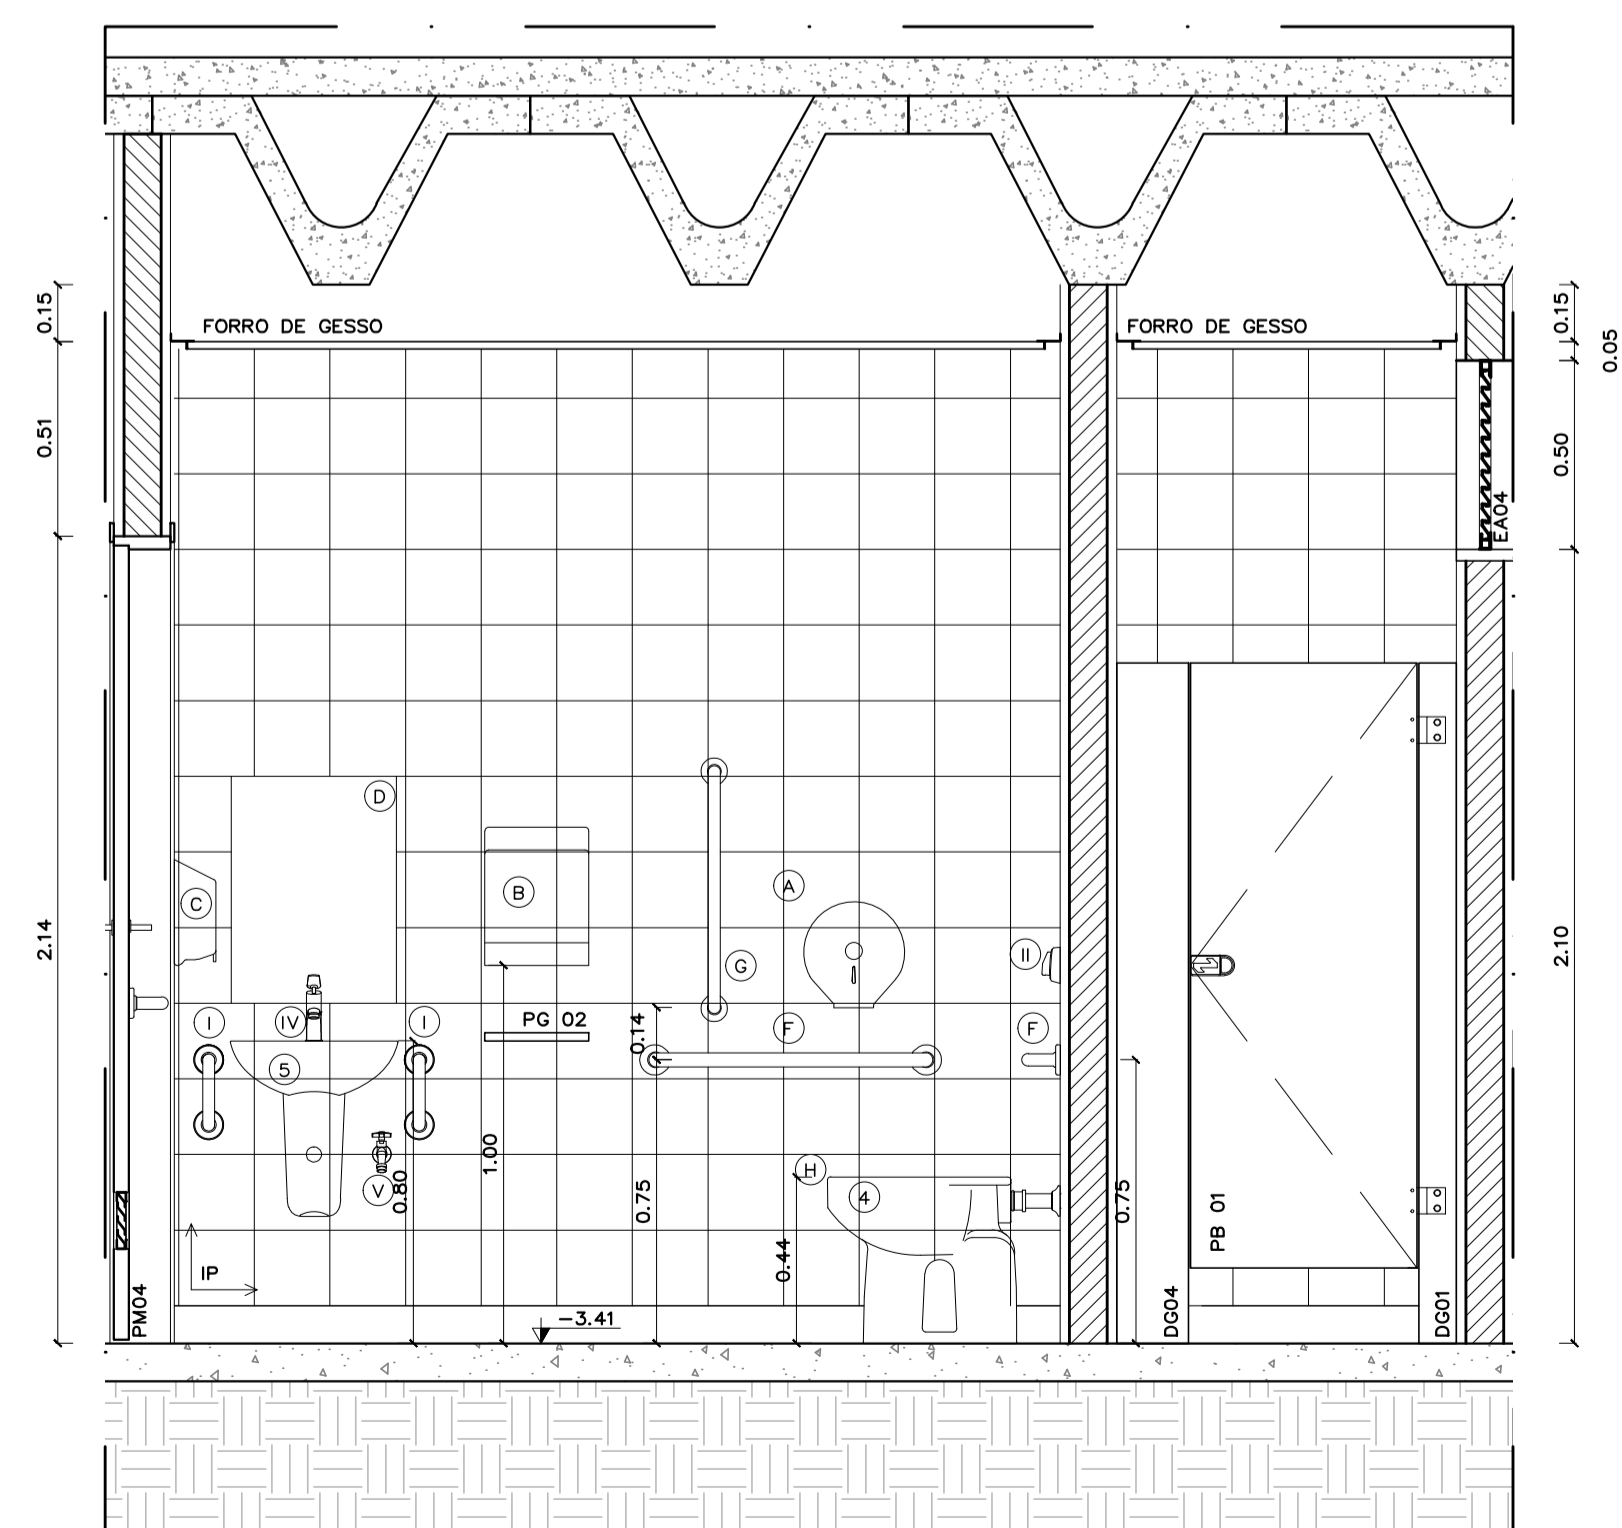 0.15
FORRO DE GESSO
FORRO DE GESSO
0.15
0.05
0.51
0.50
EA04
D
B
A
C
2.14
2.10
G
II
I
IV
I
PG 02
0.14
F
F
5
1.00
V
0.80
0.75
H
4
0.75
PB 01
0.44
IP
PM04
-3.41
DG04
DG01